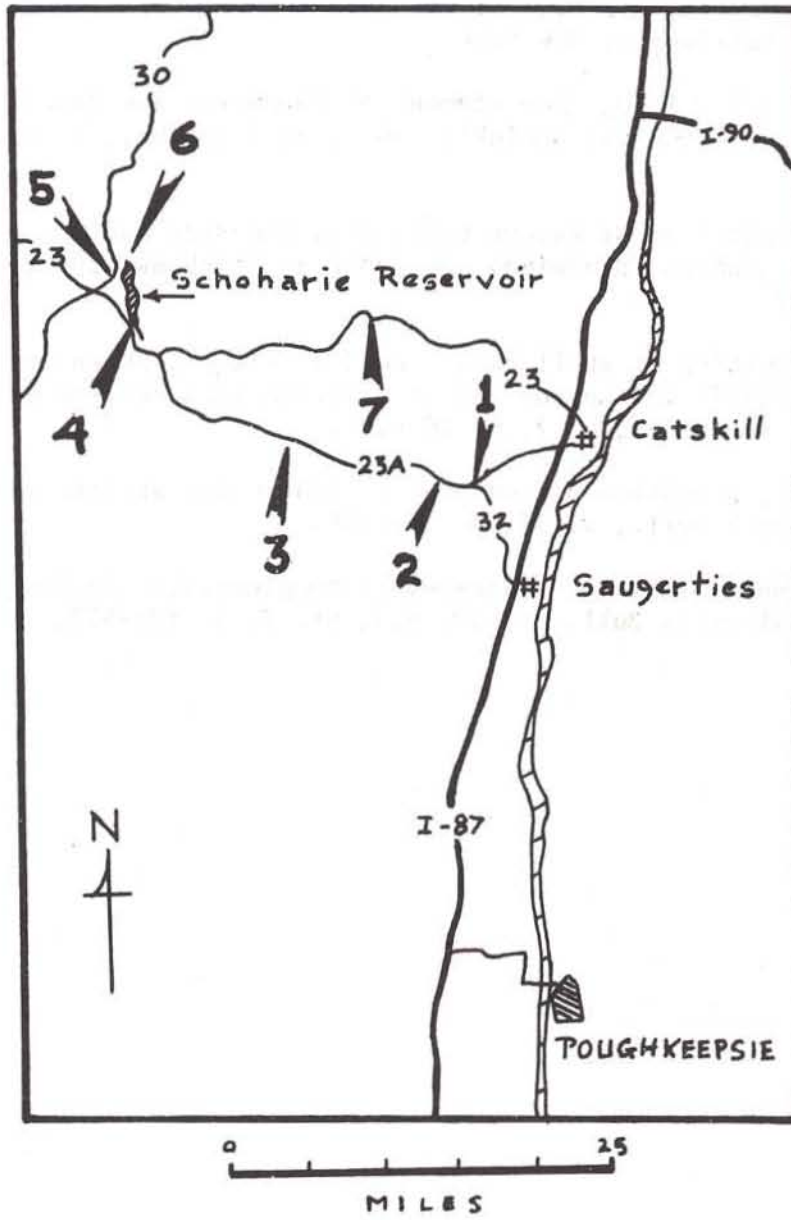 30
6
I-90
5
23
Schoharie Reservoir
4
7
1
23
Catskill
23A
32
3
2
Saugerties
N
I-87
POUGHKEEPSIE
0 25
MILES